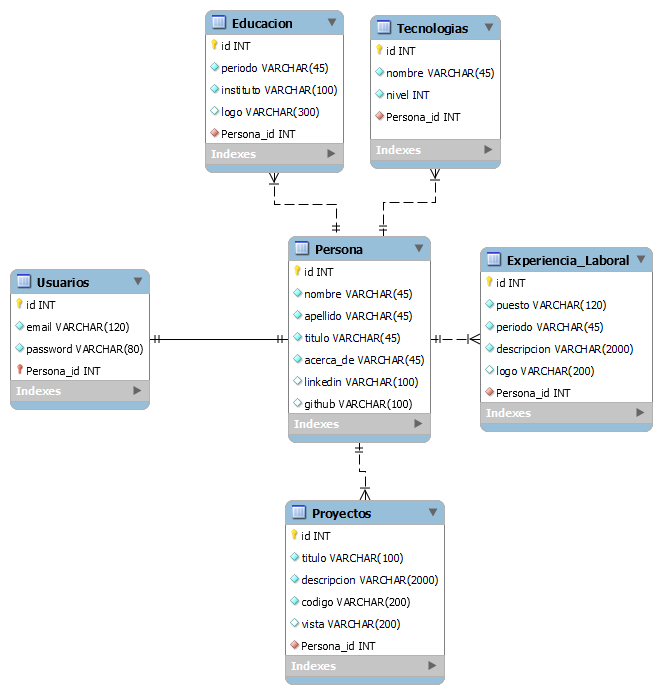 Educacion
id INT
periodo VARCHAR(45)
instituto VARCHAR(100)
logo VARCHAR(300)
Persona_id INT
Indexes
Tecnologias
id INT
nombre VARCHAR(45)
nivel INT
Persona_id INT
Indexes
Usuarios
id INT
email VARCHAR(120)
password VARCHAR(80)
Persona_id INT
Indexes
Persona
id INT
nombre VARCHAR(45)
apellido VARCHAR(45)
titulo VARCHAR(45)
acerca_de VARCHAR(45)
linkedin VARCHAR(100)
github VARCHAR(100)
Indexes
Experiencia_Laboral
id INT
puesto VARCHAR(120)
periodo VARCHAR(45)
descripcion VARCHAR(2000)
logo VARCHAR(200)
Persona_id INT
Indexes
Proyectos
id INT
titulo VARCHAR(100)
descripcion VARCHAR(2000)
codigo VARCHAR(200)
vista VARCHAR(200)
Persona_id INT
Indexes